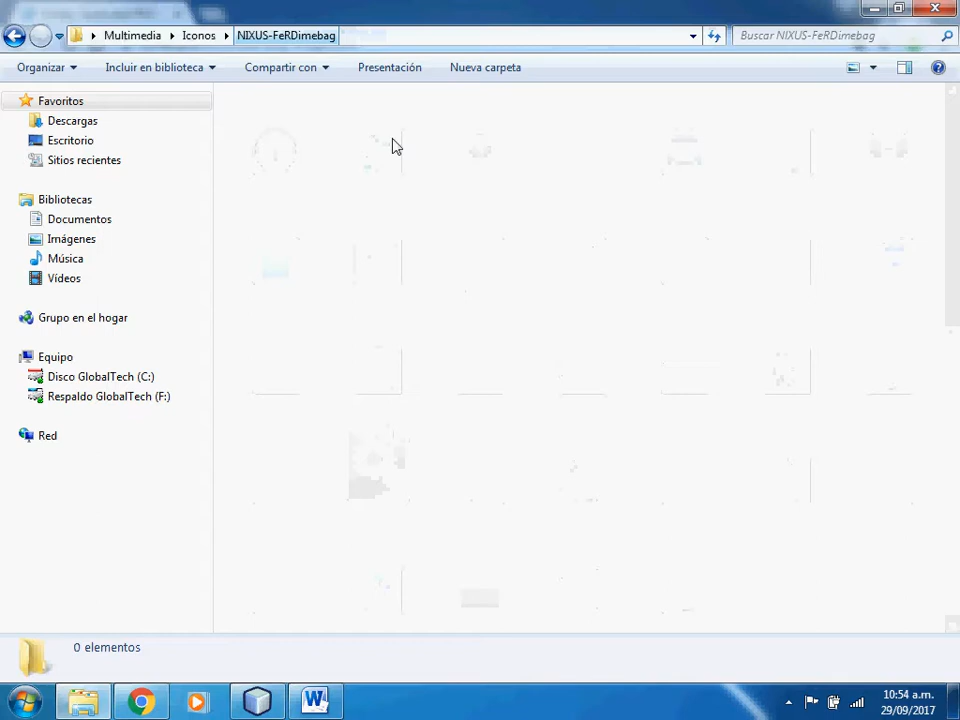 Multimedia Iconos NIXUS-FeRDimebag Buscar NIXUS-FeRDimebag
Organizar Incluir en biblioteca Compartir con Presentación Nueva carpeta
Favoritos
Descargas
Escritorio
Sitios recientes
Bibliotecas
Documentos
Imágenes
Música
Vídeos
Grupo en el hogar
Equipo
Disco GlobalTech (C:)
Respaldo GlobalTech (F:)
Red
0 elementos
10:54 a.m.
29/09/2017